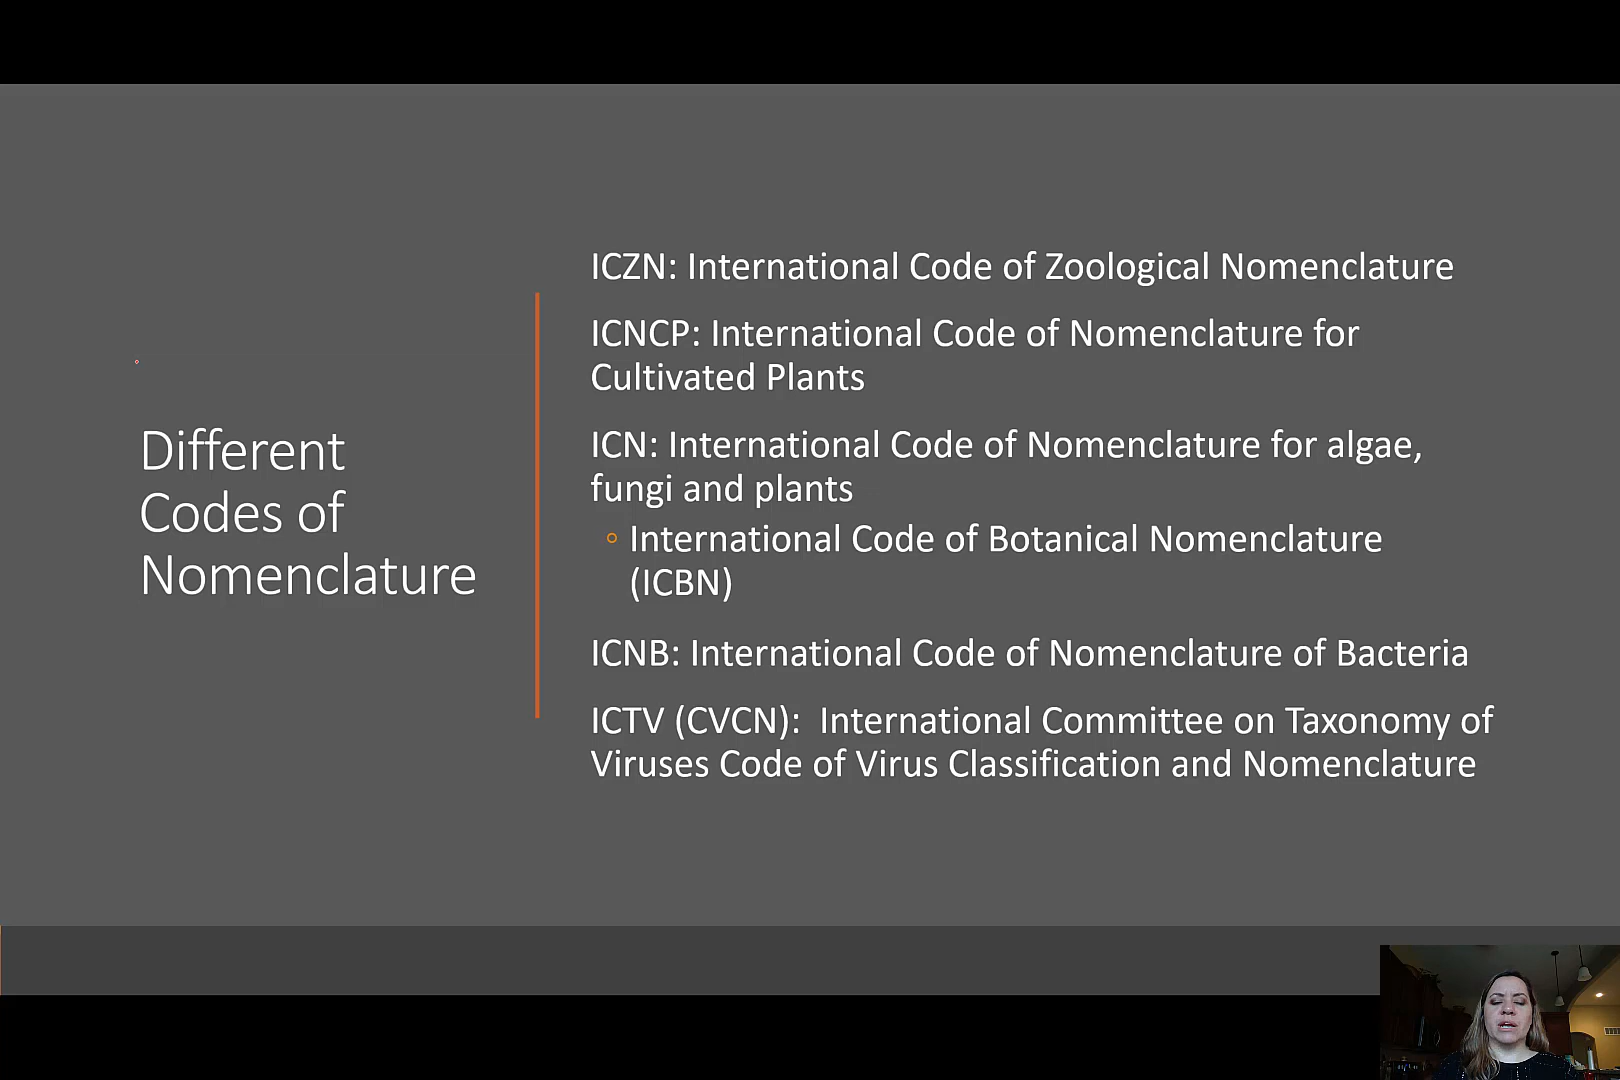 Different
Codes of
Nomenclature
ICZN: International Code of Zoological Nomenclature
ICNCP: International Code of Nomenclature for
Cultivated Plants
ICN: International Code of Nomenclature for algae,
fungi and plants
◦ International Code of Botanical Nomenclature
(ICBN)
ICNB: International Code of Nomenclature of Bacteria
ICTV (CVCN):  International Committee on Taxonomy of
Viruses Code of Virus Classification and Nomenclature